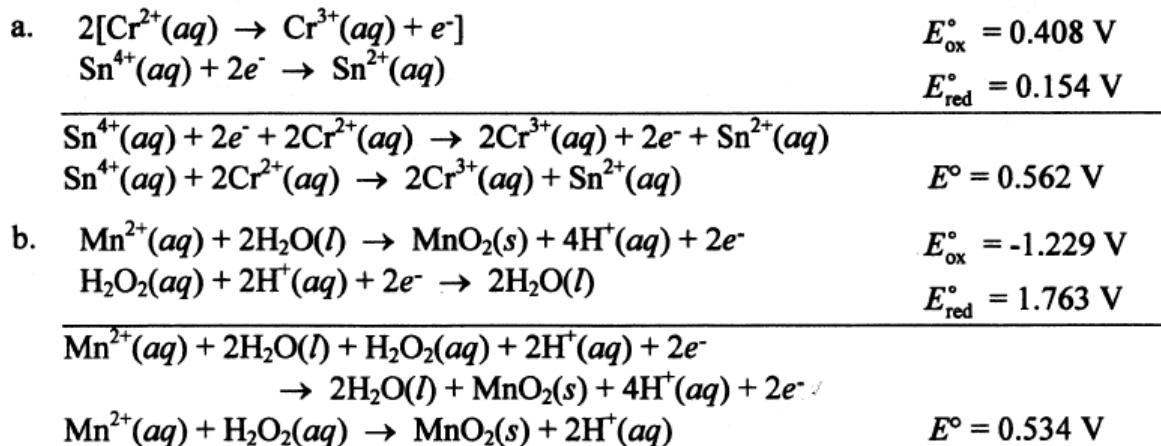 a. 2[Cr²⁺(aq) → Cr³⁺(aq) + e⁻] E°ox = 0.408 V
Sn⁴⁺(aq) + 2e⁻ → Sn²⁺(aq) E°red = 0.154 V
Sn⁴⁺(aq) + 2e⁻ + 2Cr²⁺(aq) → 2Cr³⁺(aq) + 2e⁻ + Sn²⁺(aq)
Sn⁴⁺(aq) + 2Cr²⁺(aq) → 2Cr³⁺(aq) + Sn²⁺(aq) E° = 0.562 V
b. Mn²⁺(aq) + 2H₂O(l) → MnO₂(s) + 4H⁺(aq) + 2e⁻ E°ox = -1.229 V
H₂O₂(aq) + 2H⁺(aq) + 2e⁻ → 2H₂O(l) E°red = 1.763 V
Mn²⁺(aq) + 2H₂O(l) + H₂O₂(aq) + 2H⁺(aq) + 2e⁻
→ 2H₂O(l) + MnO₂(s) + 4H⁺(aq) + 2e⁻
Mn²⁺(aq) + H₂O₂(aq) → MnO₂(s) + 2H⁺(aq) E° = 0.534 V